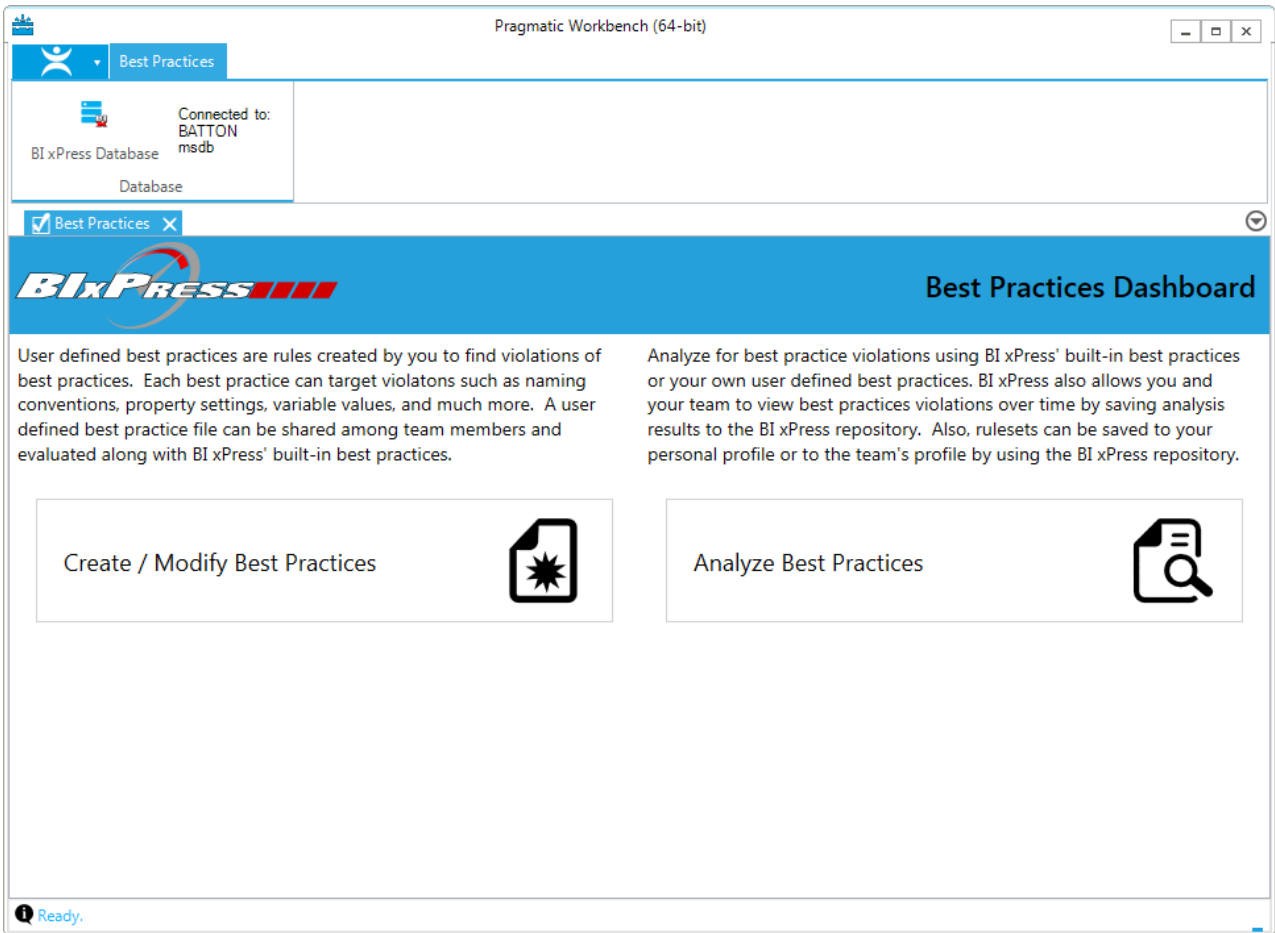 Pragmatic Workbench (64-bit)
Best Practices
Connected to:
BATTON
msdb
BI xPress Database
Database
Best Practices
BIxPress
Best Practices Dashboard
User defined best practices are rules created by you to find violations of
best practices.  Each best practice can target violatons such as naming
conventions, property settings, variable values, and much more.  A user
defined best practice file can be shared among team members and
evaluated along with BI xPress' built-in best practices.
Analyze for best practice violations using BI xPress' built-in best practices
or your own user defined best practices. BI xPress also allows you and
your team to view best practices violations over time by saving analysis
results to the BI xPress repository.  Also, rulesets can be saved to your
personal profile or to the team's profile by using the BI xPress repository.
Create / Modify Best Practices
Analyze Best Practices
Ready.